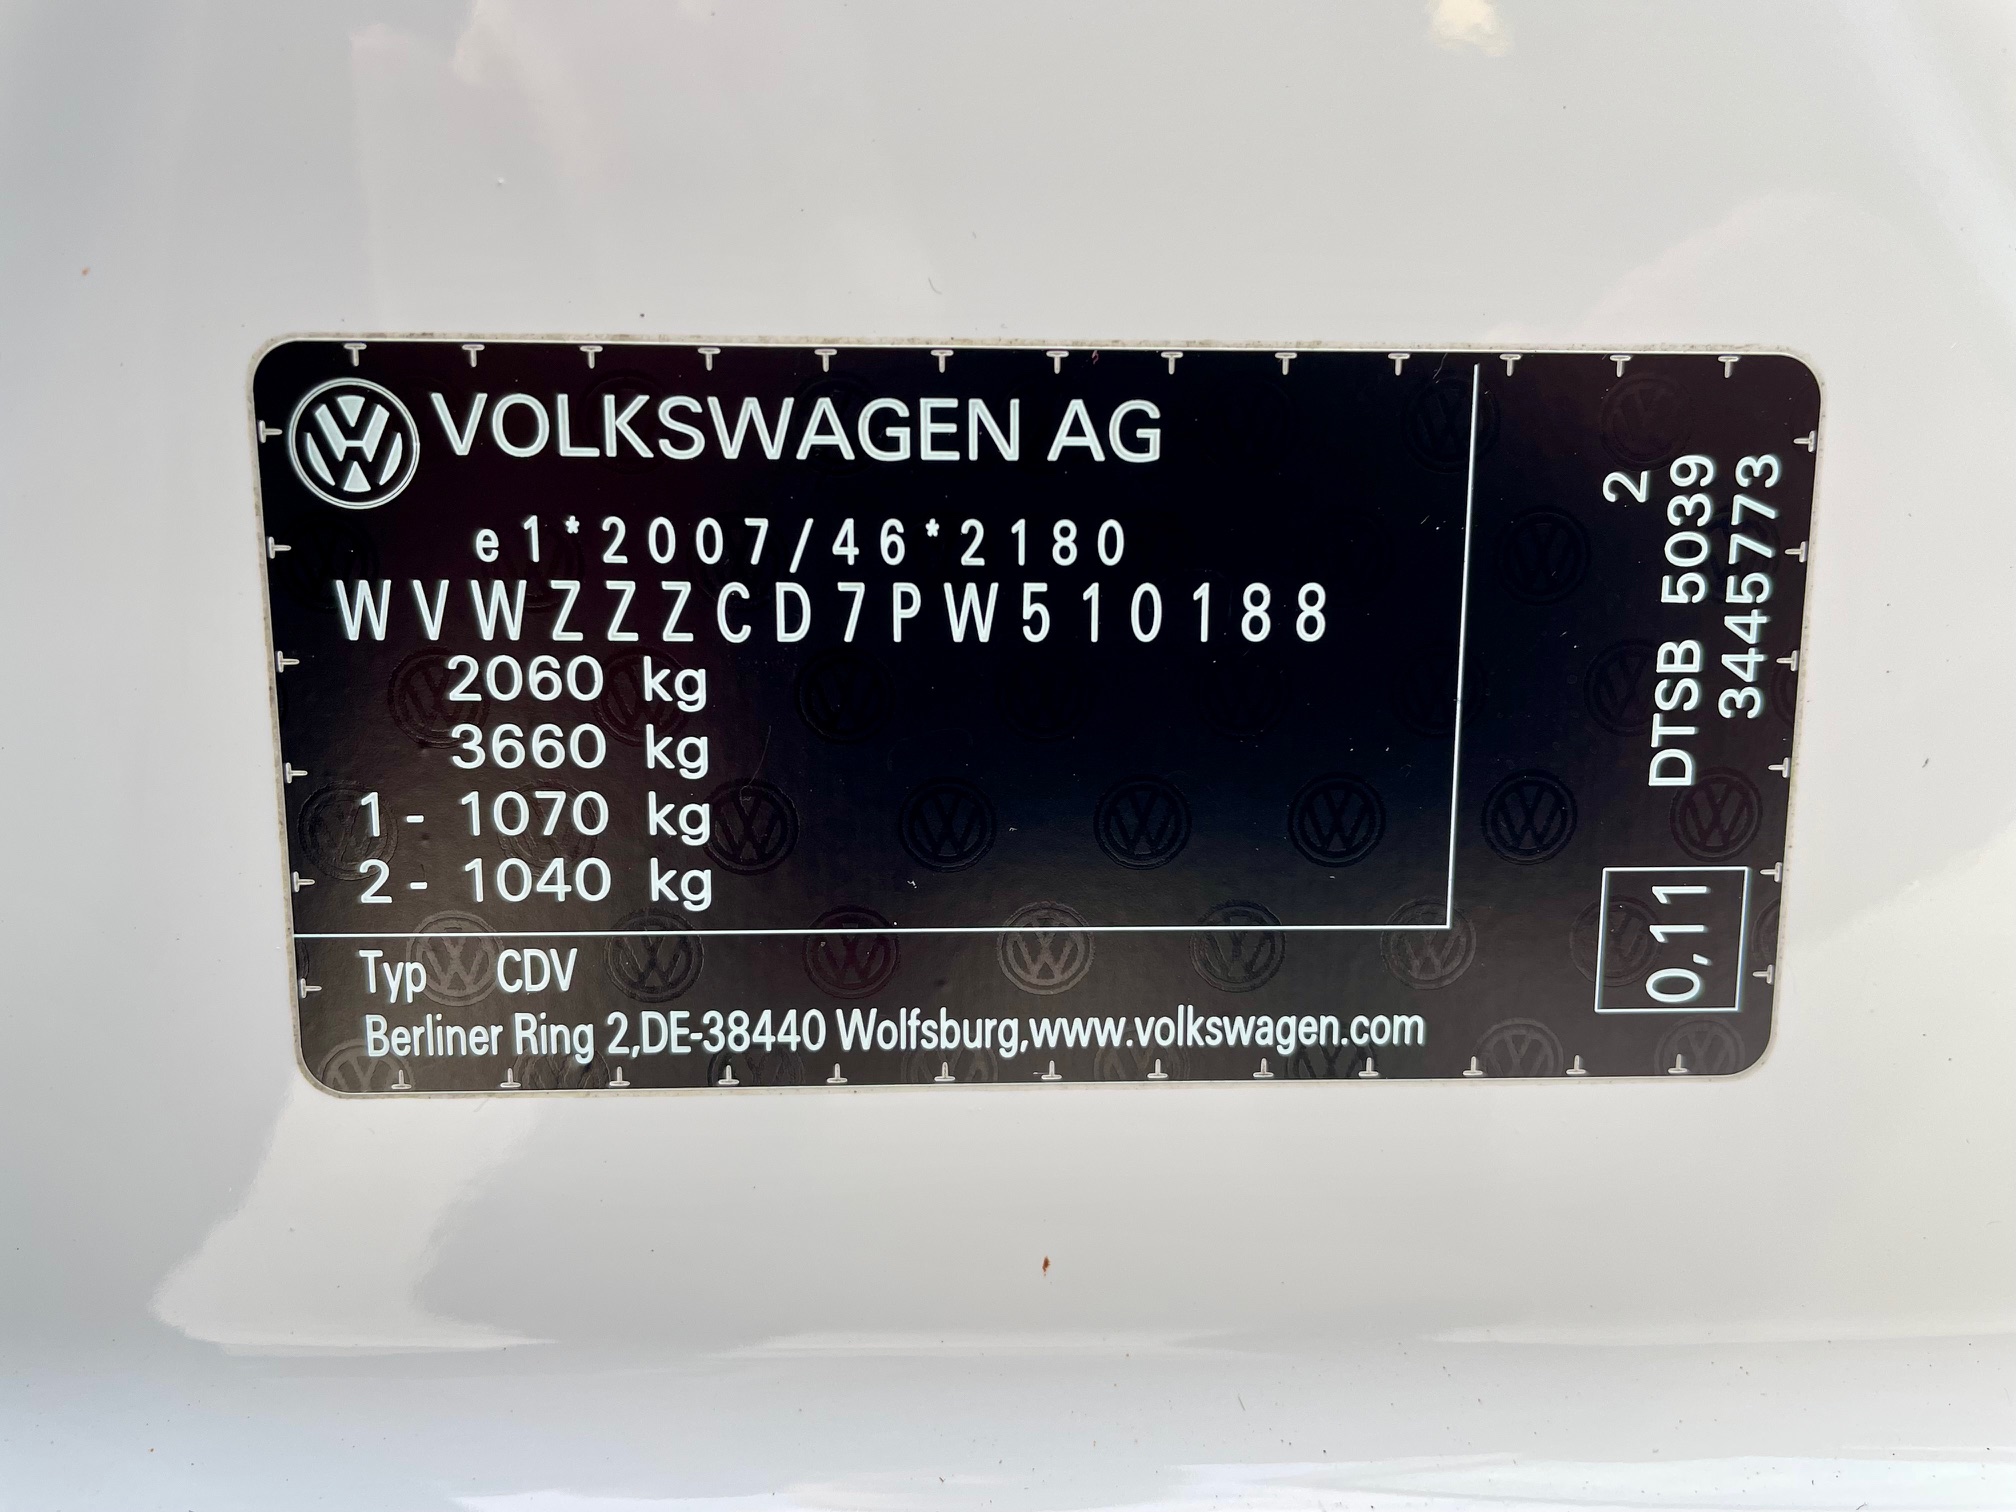 VOLKSWAGEN AG
e1*2007/46*2180
WVWZZZCD7PW510188
2060 kg
3660 kg
1 - 1070 kg
2 - 1040 kg
Typ CDV
Berliner Ring 2,DE-38440 Wolfsburg,www.volkswagen.com
2
DTSB 5039
3445773
0,11